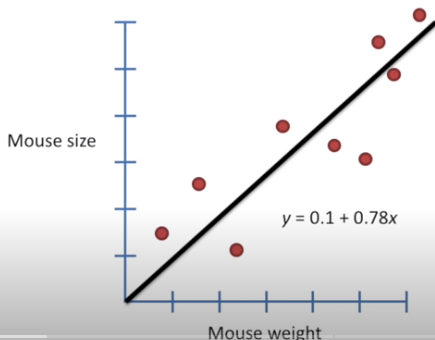 Mouse size
y = 0.1 + 0.78x
Mouse weight